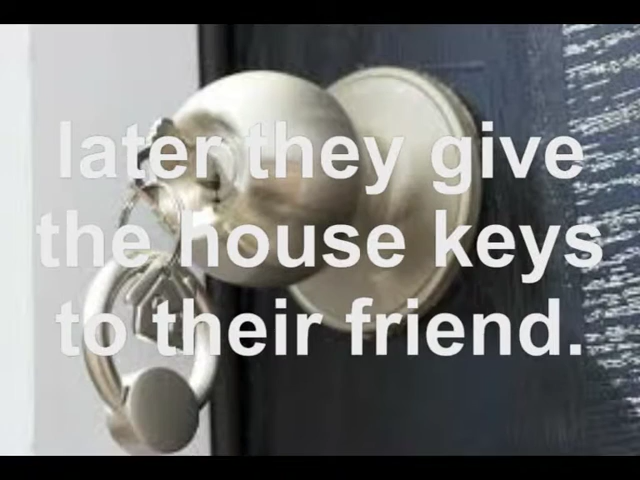 later they give
the house keys
to their friend.